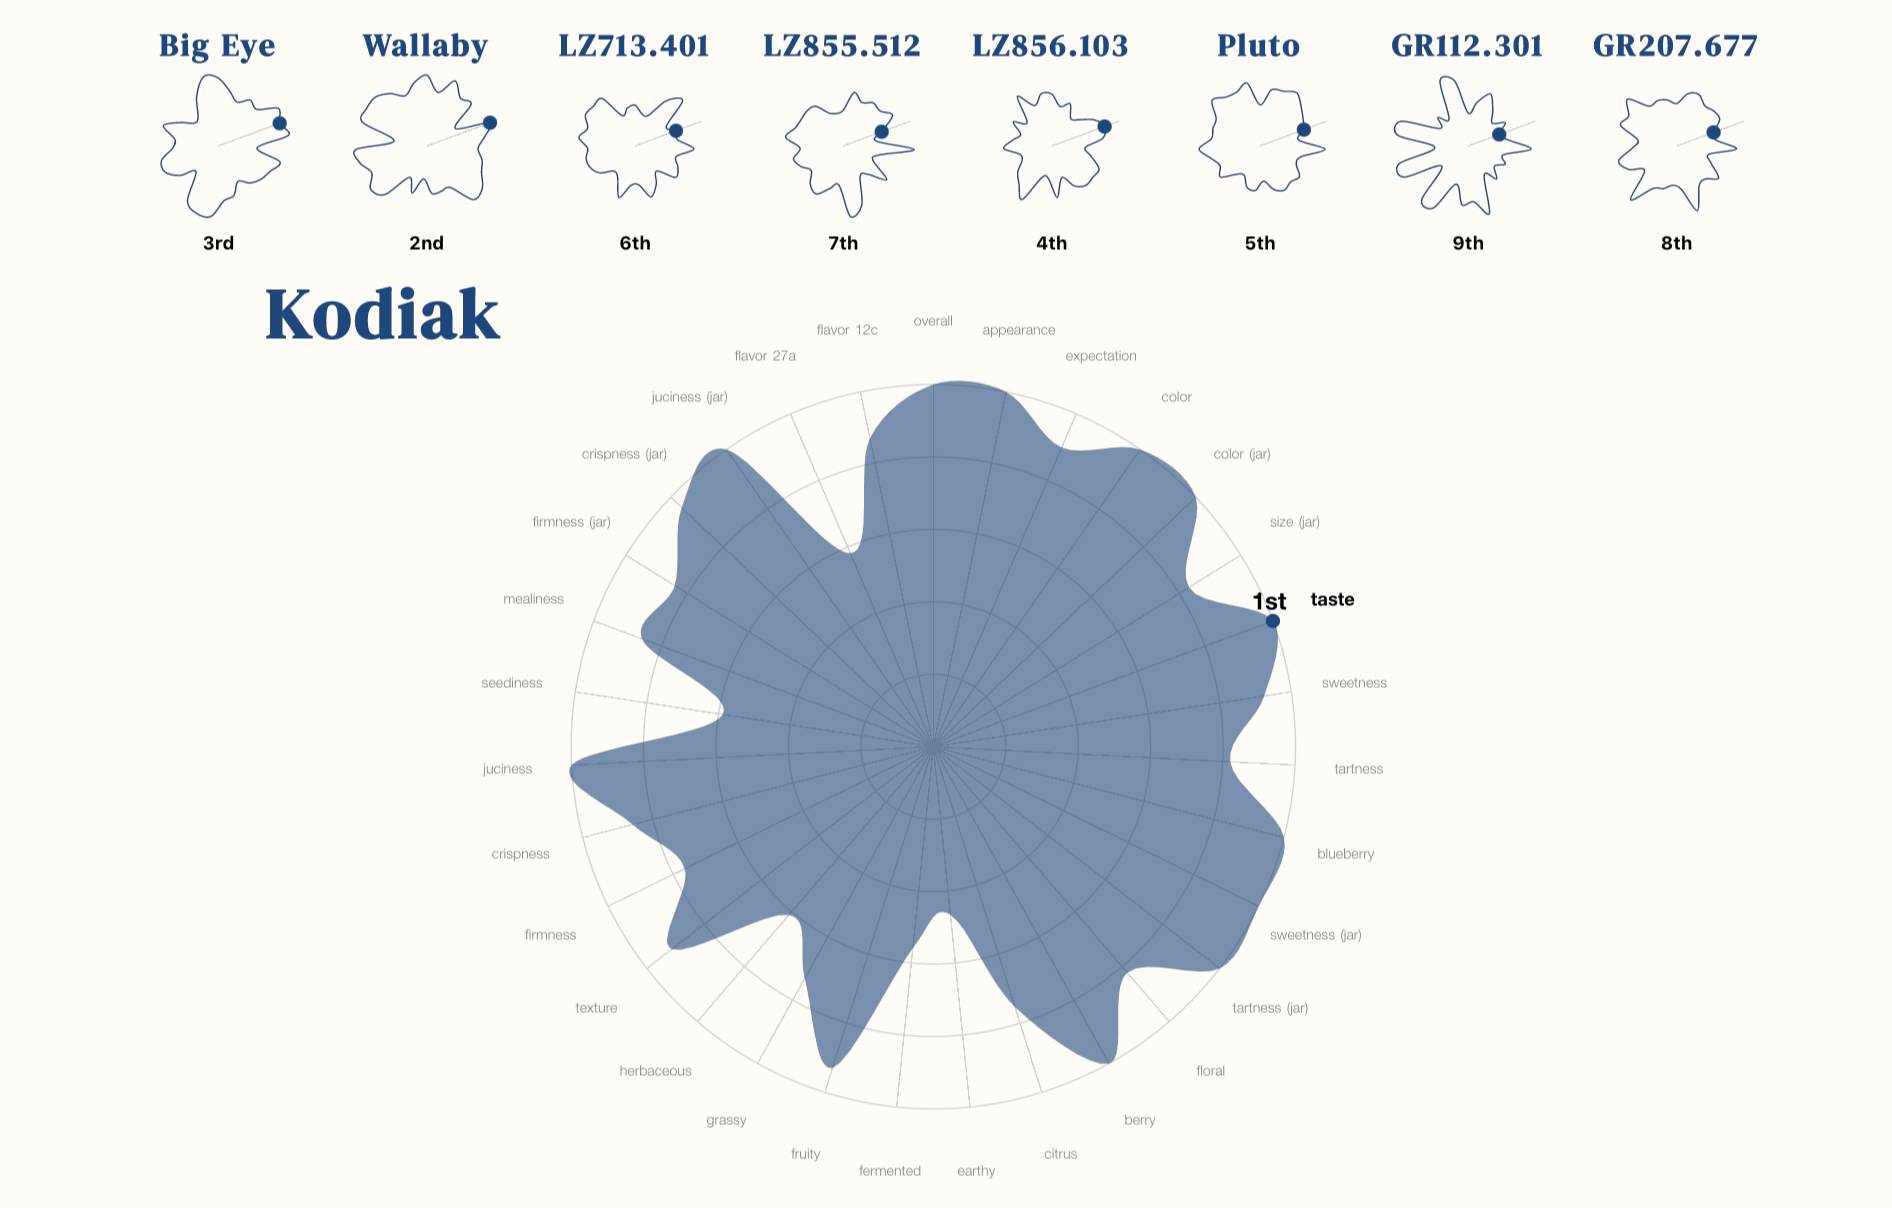 Big Eye
Wallaby
LZ713.401
LZ855.512
LZ856.103
Pluto
GR112.301
GR207.677
3rd
2nd
6th
7th
4th
5th
9th
8th
Kodiak
overall
appearance
expectation
color
color (jar)
size (jar)
1st
taste
sweetness
tartness
blueberry
sweetness (jar)
tartness (jar)
floral
berry
citrus
earthy
fermented
fruity
grassy
herbaceous
texture
firmness
crispness
juciness
seediness
mealiness
firmness (jar)
crispness (jar)
juciness (jar)
flavor 27a
flavor 12c